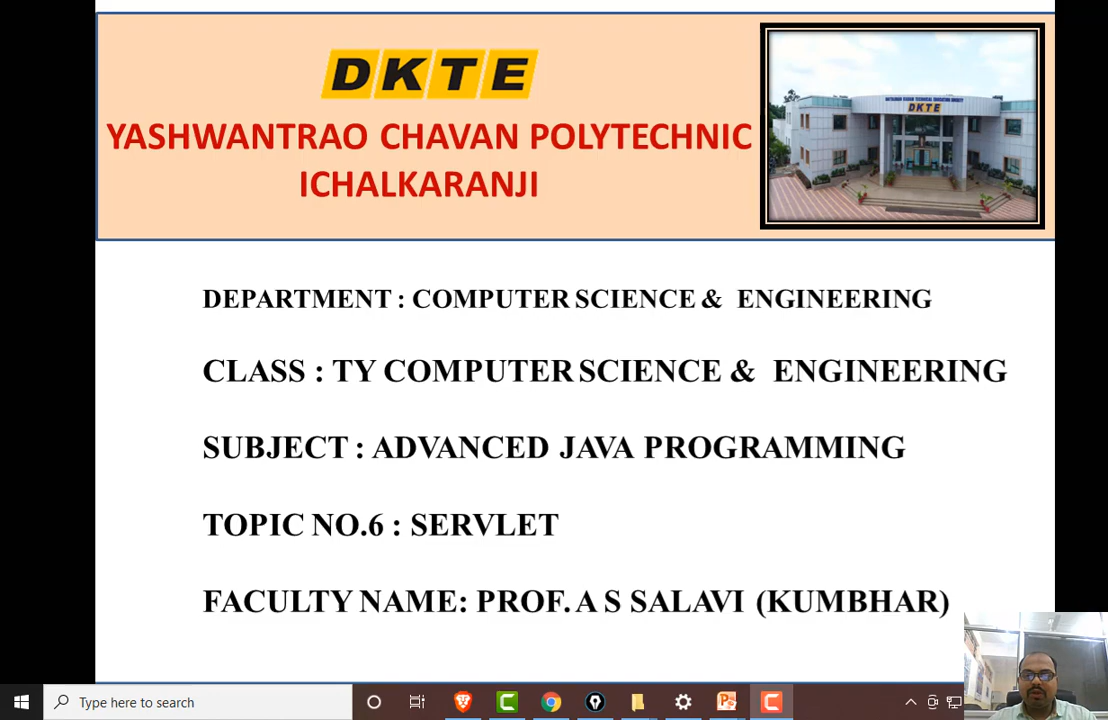 DKTE
YASHWANTRAO CHAVAN POLYTECHNIC
ICHALKARANJI
DKTE
DEPARTMENT : COMPUTER SCIENCE & ENGINEERING
CLASS : TY COMPUTER SCIENCE & ENGINEERING
SUBJECT : ADVANCED JAVA PROGRAMMING
TOPIC NO.6 : SERVLET
FACULTY NAME: PROF. A S SALAVI (KUMBHAR)
Type here to search